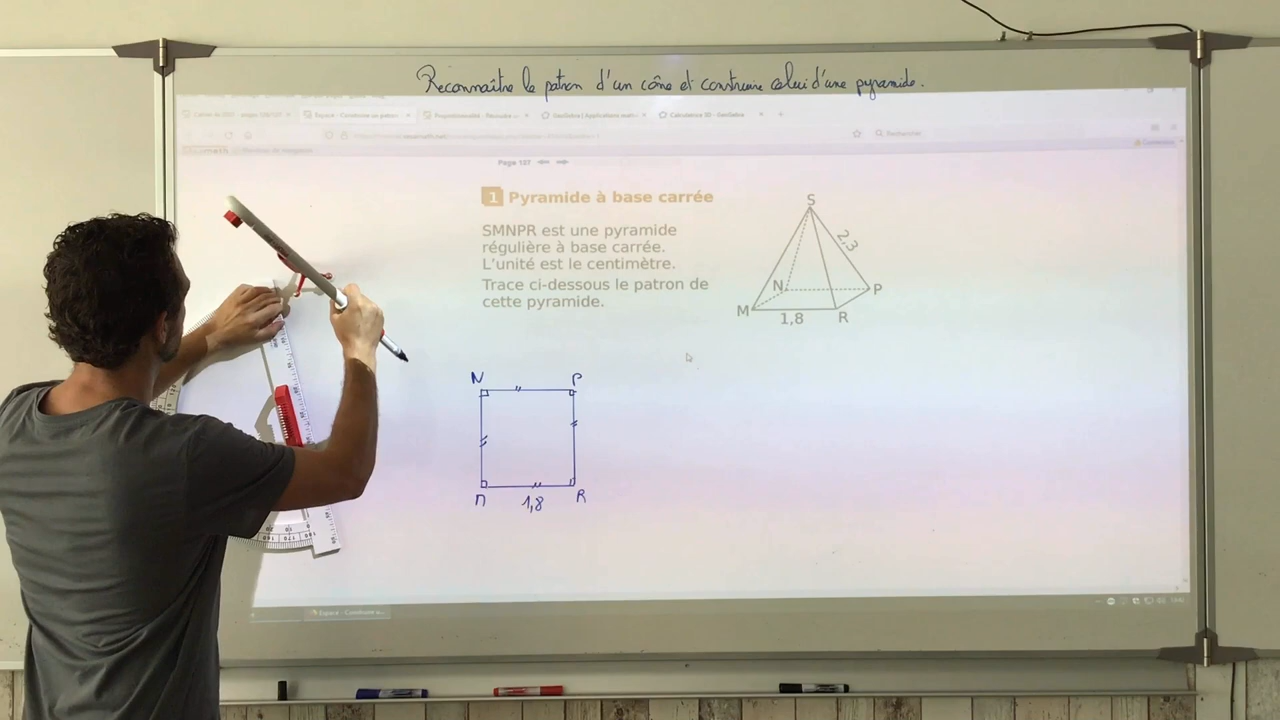 Reconnaître le patron d'un cône et construire celui d'une pyramide.
Page 137
1 Pyramide à base carrée
SMNPR est une pyramide
régulière à base carrée.
L'unité est le centimètre.
Trace ci-dessous le patron de
cette pyramide.
S
2,3
N
P
M
R
1,8
N
P
M
R
1,8